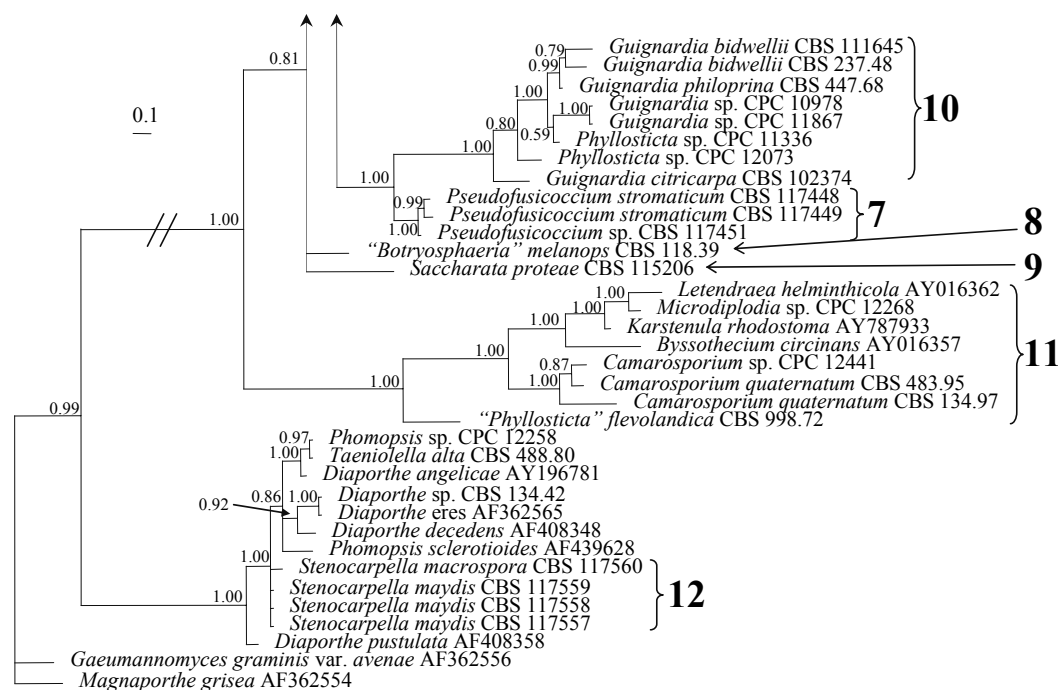 0.79
Guignardia bidwellii CBS 111645
Guignardia bidwellii CBS 237.48
0.99
0.81
Guignardia philoprina CBS 447.68
1.00
Guignardia sp. CPC 10978
1.00
10
0.1
Guignardia sp. CPC 11867
0.80
0.59
Phyllosticta sp. CPC 11336
1.00
Phyllosticta sp. CPC 12073
Guignardia citricarpa CBS 102374
1.00
Pseudofusicoccium stromaticum CBS 117448
0.99
Pseudofusicoccium stromaticum CBS 117449
7
8
1.00
1.00
Pseudofusicoccium sp. CBS 117451
“Botryosphaeria” melanops CBS 118.39
Saccharata proteae CBS 115206
9
Letendraea helminthicola AY016362
1.00
Microdiplodia sp. CPC 12268
1.00
1.00
Karstenula rhodostoma AY787933
Byssothecium circinans AY016357
11
1.00
0.87
Camarosporium sp. CPC 12441
1.00
1.00
Camarosporium quaternatum CBS 483.95
Camarosporium quaternatum CBS 134.97
0.99
“Phyllosticta” flevolandica CBS 998.72
0.97
Phomopsis sp. CPC 12258
1.00
Taeniolella alta CBS 488.80
Diaporthe angelicae AY196781
0.86
1.00
Diaporthe sp. CBS 134.42
0.92
Diaporthe eres AF362565
Diaporthe decedens AF408348
Phomopsis sclerotioides AF439628
1.00
Stenocarpella macrospora CBS 117560
Stenocarpella maydis CBS 117559
12
1.00
Stenocarpella maydis CBS 117558
Stenocarpella maydis CBS 117557
Diaporthe pustulata AF408358
Gaeumannomyces graminis var. avenae AF362556
Magnaporthe grisea AF362554